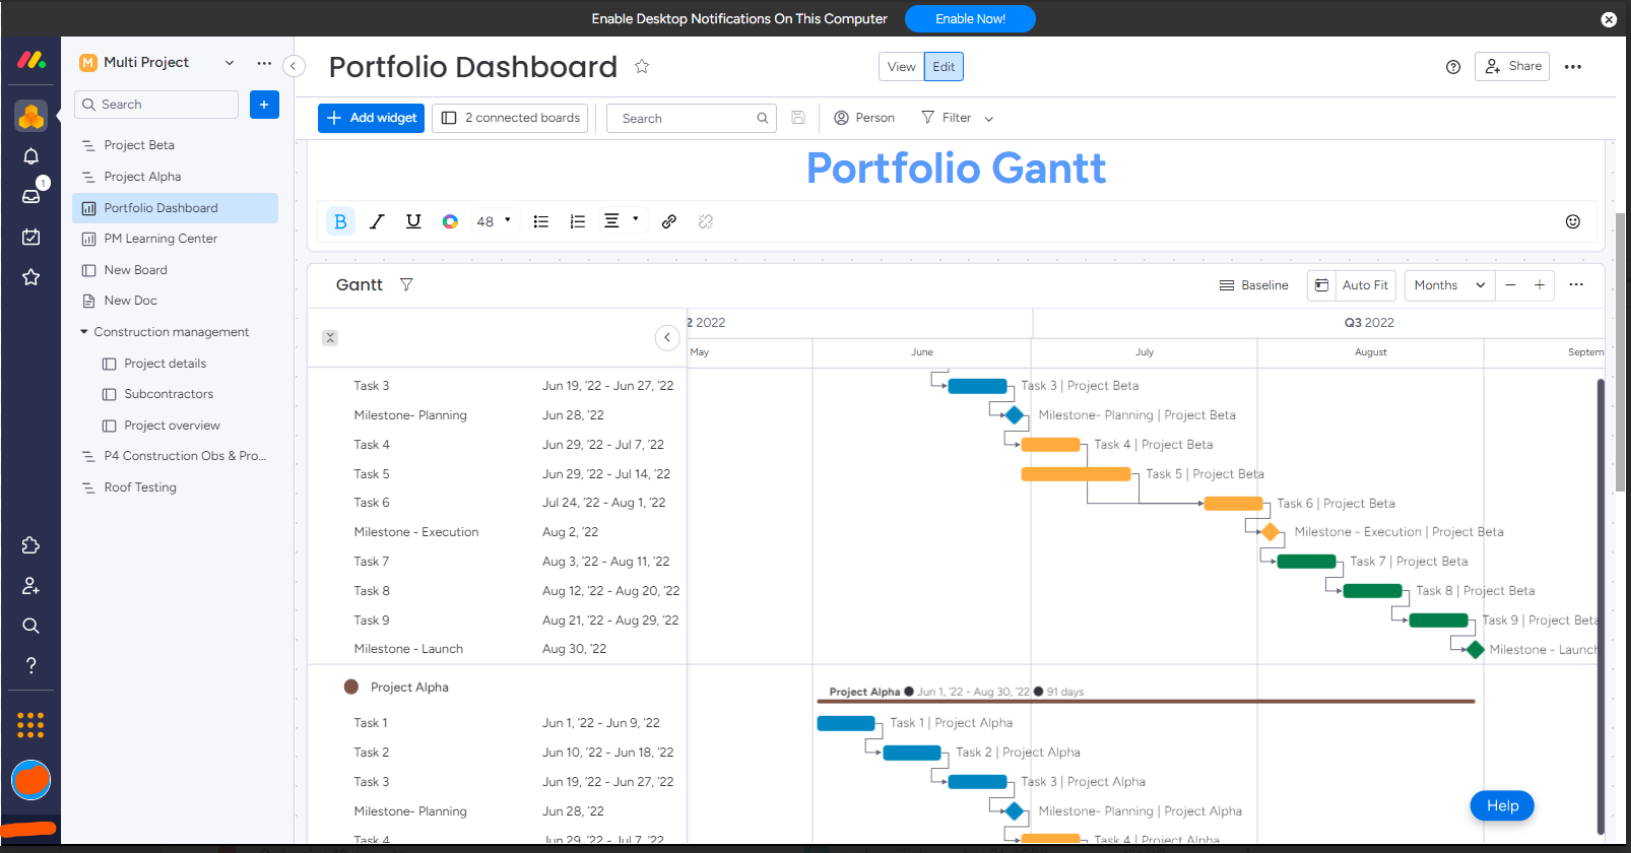 Enable Desktop Notifications On This Computer Enable Now!
M Multi Project
Search
+
1
Project Beta
Project Alpha
Portfolio Dashboard
PM Learning Center
New Board
New Doc
Construction management
Project details
Subcontractors
Project overview
P4 Construction Obs & Pro...
Roof Testing
Portfolio Dashboard
View Edit
Share
+ Add widget 2 connected boards Search Person Filter
Portfolio Gantt
B I U 48
Gantt Baseline Auto Fit Months − +
2 2022 Q3 2022
May June July August Septem
Task 3 Jun 19, '22 - Jun 27, '22 Task 3 | Project Beta
Milestone- Planning Jun 28, '22 Milestone- Planning | Project Beta
Task 4 Jun 29, '22 - Jul 7, '22 Task 4 | Project Beta
Task 5 Jun 29, '22 - Jul 14, '22 Task 5 | Project Beta
Task 6 Jul 24, '22 - Aug 1, '22 Task 6 | Project Beta
Milestone - Execution Aug 2, '22 Milestone - Execution | Project Beta
Task 7 Aug 3, '22 - Aug 11, '22 Task 7 | Project Beta
Task 8 Aug 12, '22 - Aug 20, '22 Task 8 | Project Beta
Task 9 Aug 21, '22 - Aug 29, '22 Task 9 | Project Beta
Milestone - Launch Aug 30, '22 Milestone - Launch
Project Alpha Project Alpha ● Jun 1, '22 - Aug 30, '22 ● 91 days
Task 1 Jun 1, '22 - Jun 9, '22 Task 1 | Project Alpha
Task 2 Jun 10, '22 - Jun 18, '22 Task 2 | Project Alpha
Task 3 Jun 19, '22 - Jun 27, '22 Task 3 | Project Alpha
Milestone- Planning Jun 28, '22 Milestone- Planning | Project Alpha
Task 4 Jun 29, '22 - Jul 7, '22 Task 4 | Project Alpha
Help